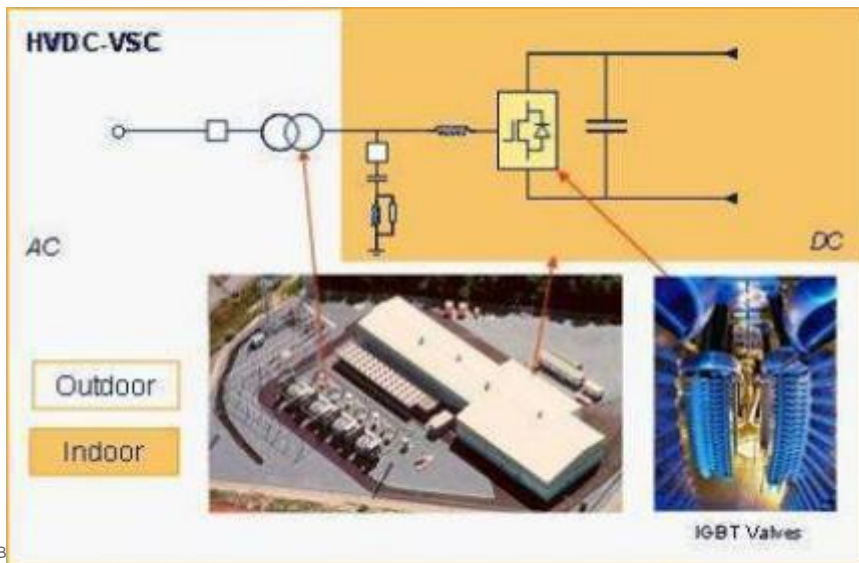 HVDC-VSC
AC
DC
Outdoor
Indoor
IGBT Valves